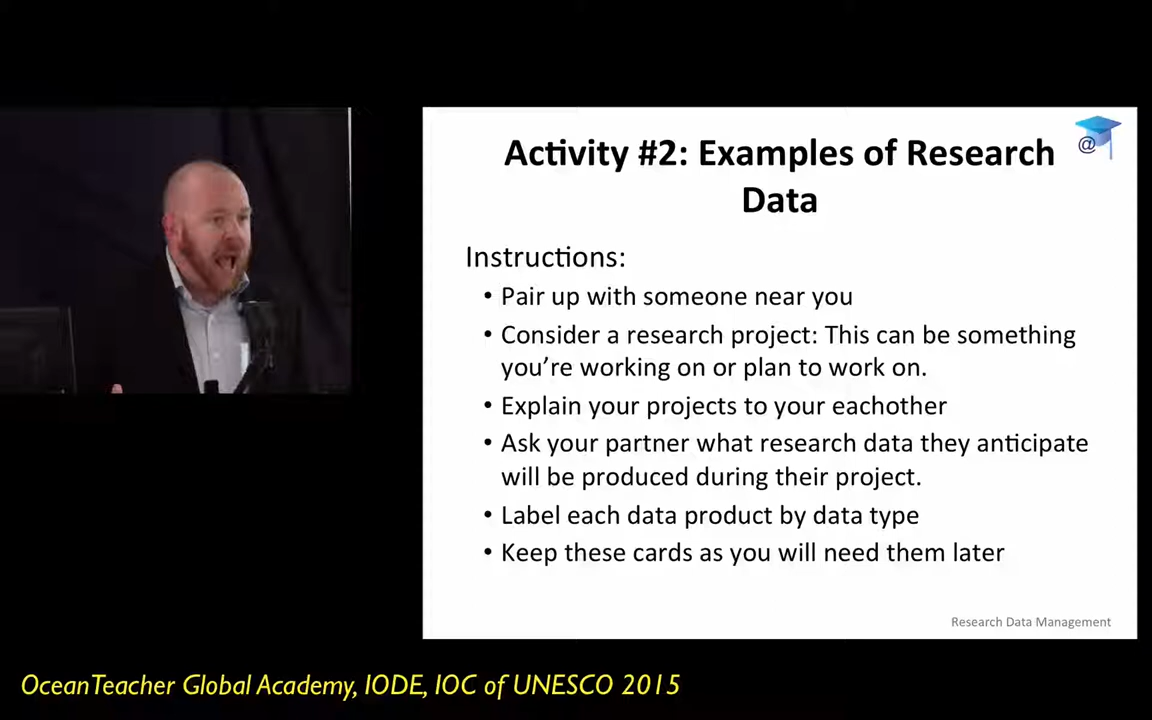 Activity #2: Examples of Research
Data
@
Instructions:
• Pair up with someone near you
• Consider a research project: This can be something
you're working on or plan to work on.
• Explain your projects to your eachother
• Ask your partner what research data they anticipate
will be produced during their project.
• Label each data product by data type
• Keep these cards as you will need them later
Research Data Management
OceanTeacher Global Academy, IODE, IOC of UNESCO 2015